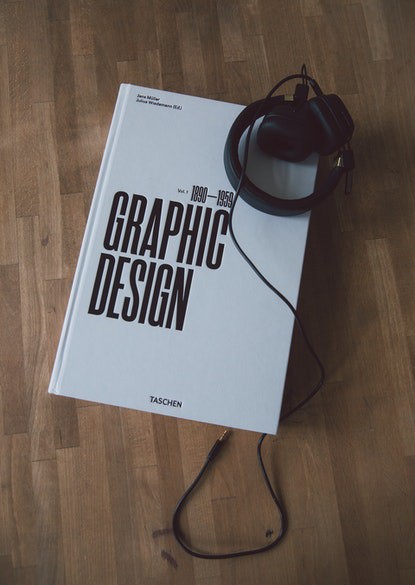 Jens Müller
Julius Wiedemann (Ed.)
Vol. 1 1890—1959
GRAPHIC
DESIGN
TASCHEN